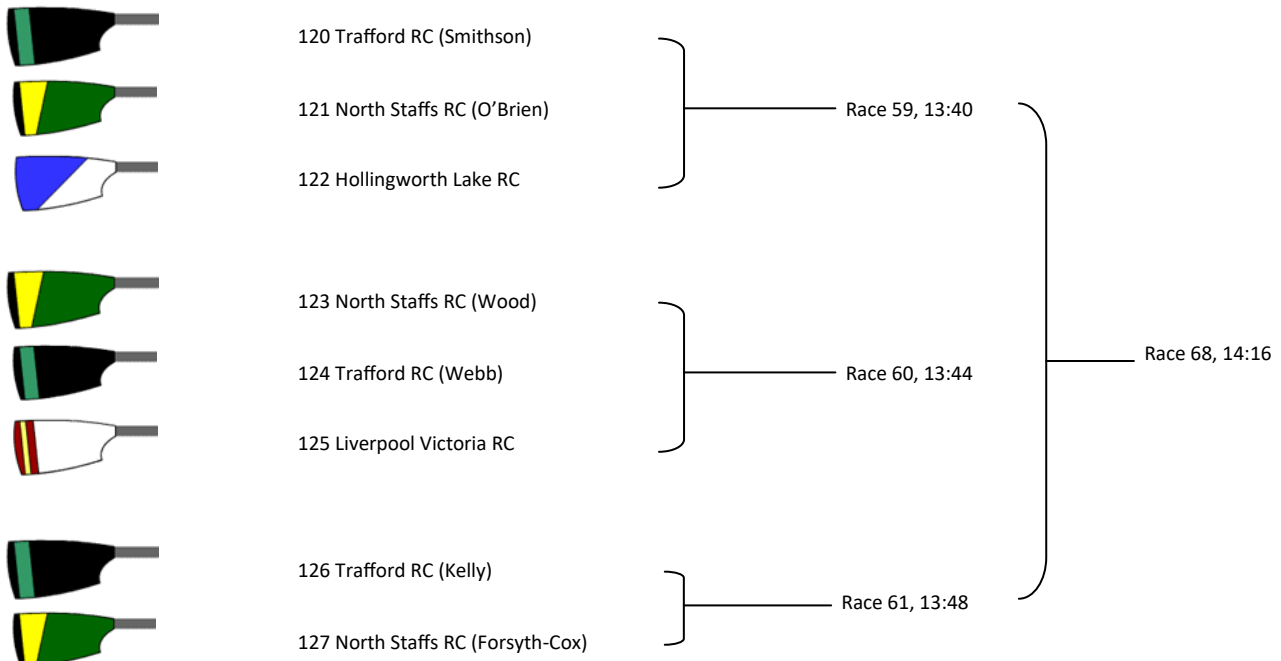 120 Trafford RC (Smithson)
121 North Staffs RC (O’Brien)
Race 59, 13:40
122 Hollingworth Lake RC
123 North Staffs RC (Wood)
124 Trafford RC (Webb)
Race 60, 13:44
Race 68, 14:16
125 Liverpool Victoria RC
126 Trafford RC (Kelly)
Race 61, 13:48
127 North Staffs RC (Forsyth-Cox)